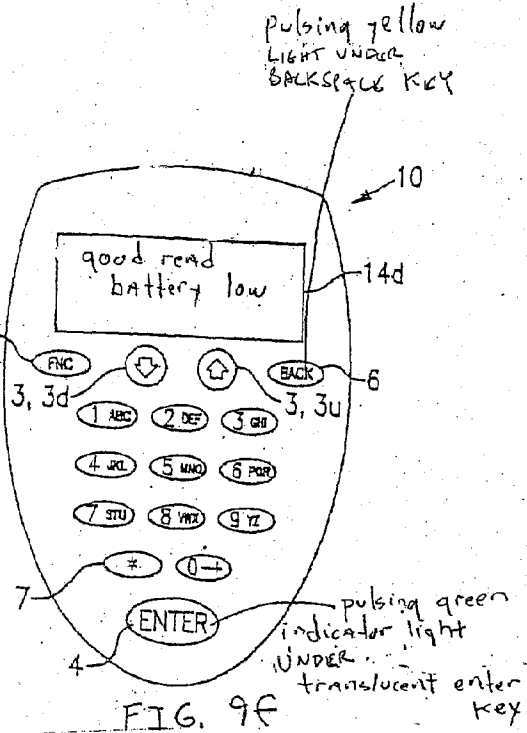 pulsing yellow
LIGHT UNDER
BACKSPACE KEY
10
good read
battery low
14d
FNC
BACK
6
3, 3d
3, 3u
1 ABC 2 DEF 3 GHI
4 JKL 5 MNO 6 PQR
7 STU 8 VWX 9 YZ
* 0
7
ENTER
4
pulsing green
indicator light
UNDER
translucent enter
key
FIG. 9E